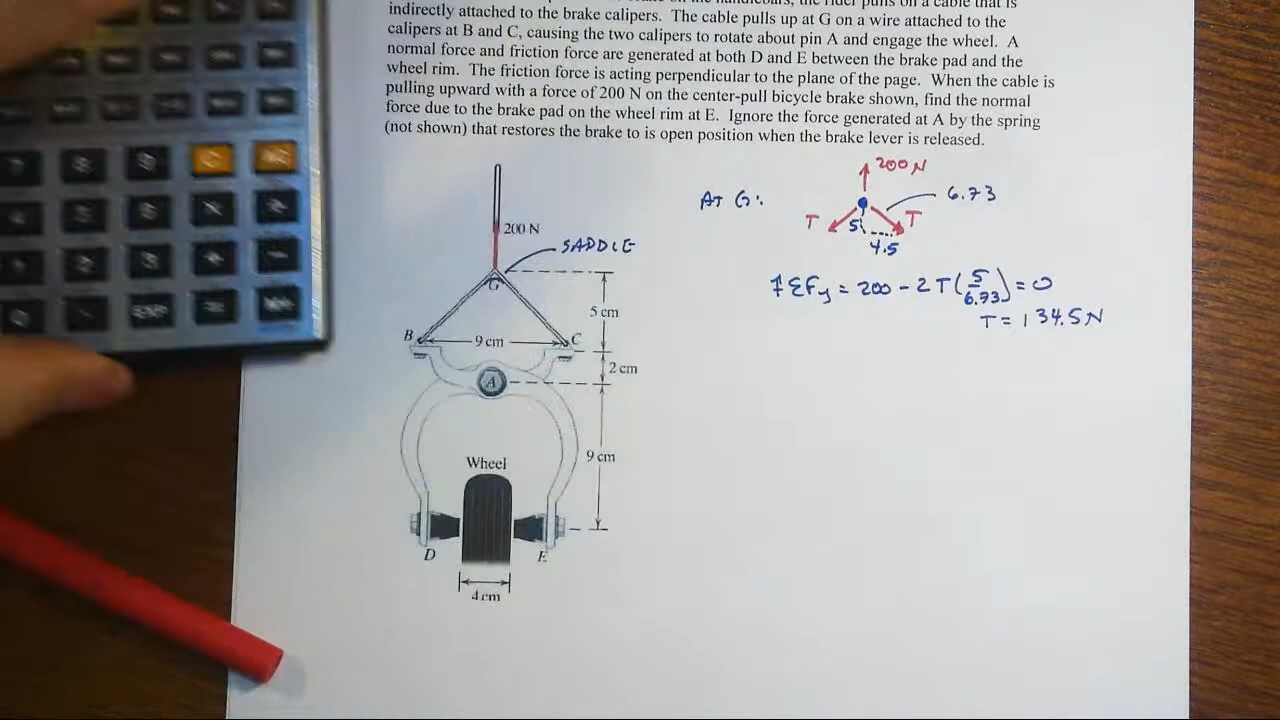 indirectly attached to the brake calipers. The cable pulls up at G on a wire attached to the
calipers at B and C, causing the two calipers to rotate about pin A and engage the wheel. A
normal force and friction force are generated at both D and E between the brake pad and the
wheel rim. The friction force is acting perpendicular to the plane of the page. When the cable is
pulling upward with a force of 200 N on the center-pull bicycle brake shown, find the normal
force due to the brake pad on the wheel rim at E. Ignore the force generated at A by the spring
(not shown) that restores the brake to is open position when the brake lever is released.
200 N
AT G:
6.73
T
T
5
4.5
200 N
SADDLE
G
↑ΣFy = 200 - 2T(5/6.73) = 0
T = 134.5N
5 cm
B
9 cm
C
2 cm
A
9 cm
Wheel
D
E
4 cm